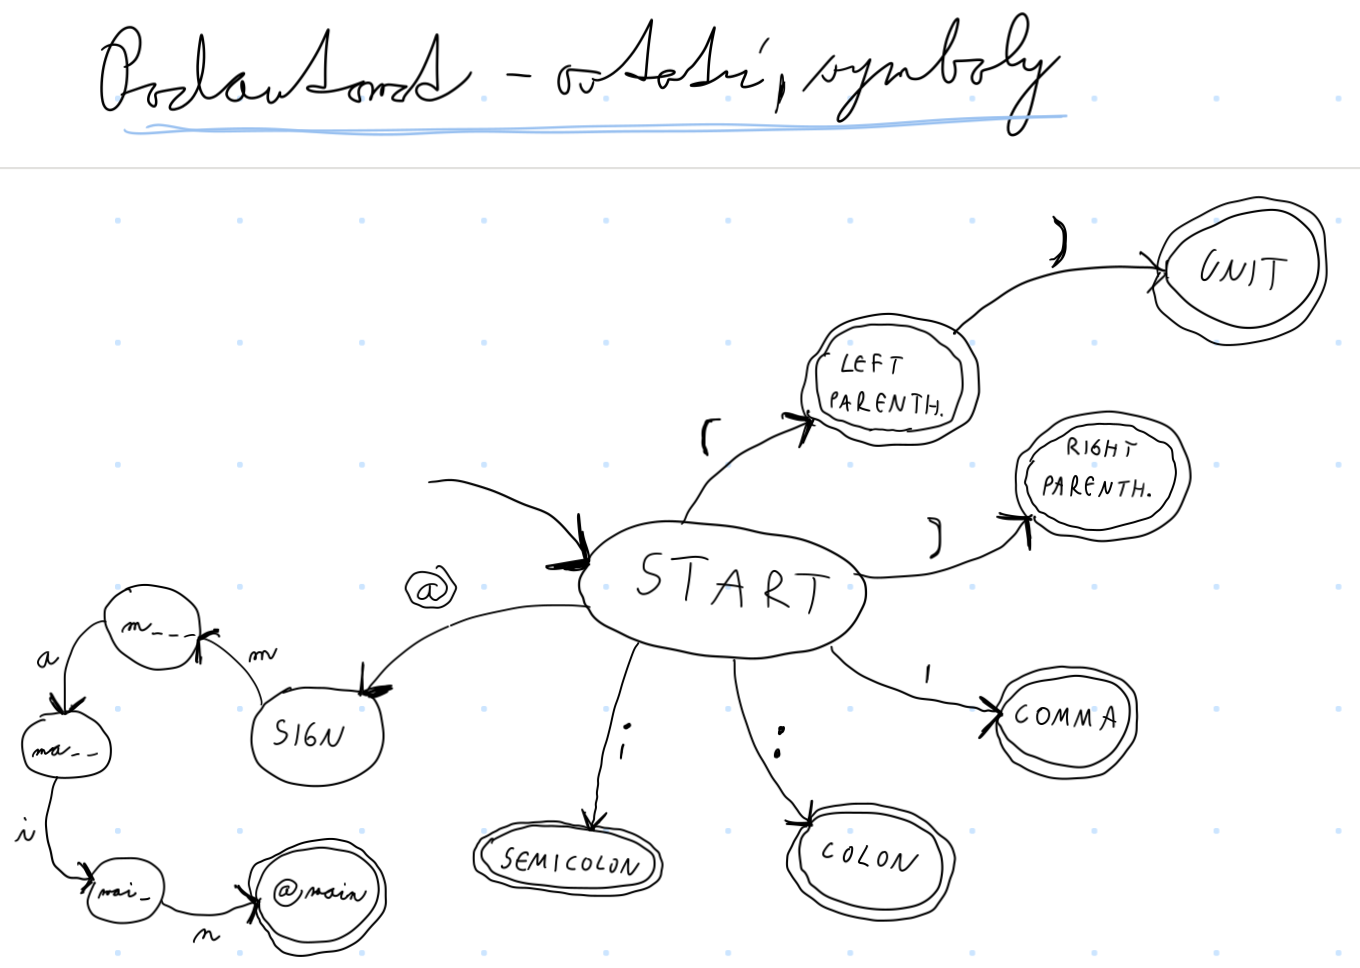 Podautomat - ostatní, symboly
)
UNIT
LEFT
PARENTH.
(
RIGHT
PARENTH.
)
START
@
m___
m
a
SIGN
ma__
,
COMMA
;
:
i
SEMICOLON
COLON
mai_
@main
n